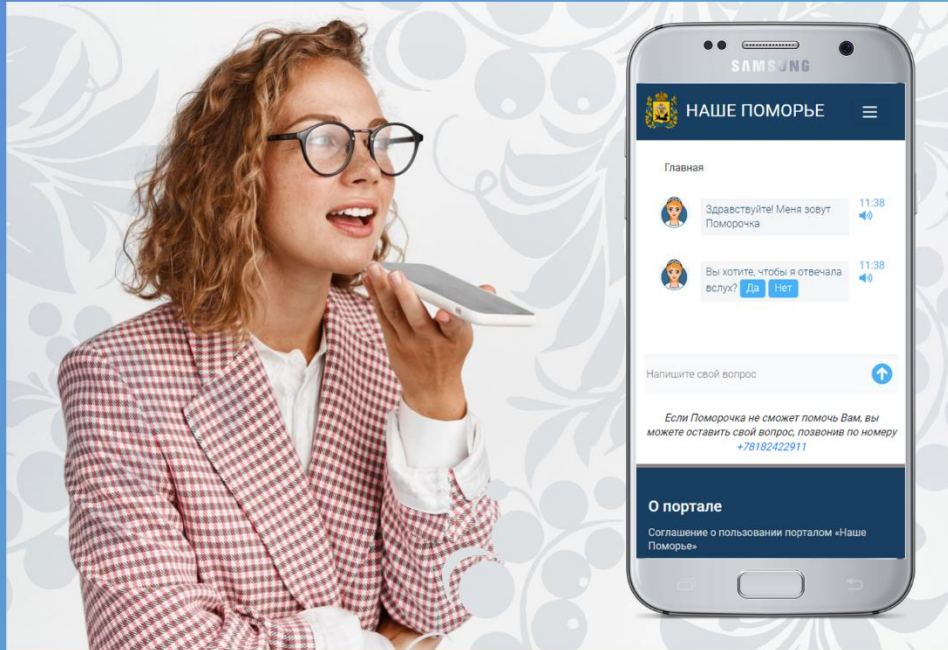 SAMSUNG
НАШЕ ПОМОРЬЕ
Главная
Здравствуйте! Меня зовут
Поморочка
11:38
Вы хотите, чтобы я отвечала
вслух? Да Нет
11:38
Напишите свой вопрос
Если Поморочка не сможет помочь Вам, вы
можете оставить свой вопрос, позвонив по номеру
+78182422911
О портале
Соглашение о пользовании порталом «Наше
Поморье»